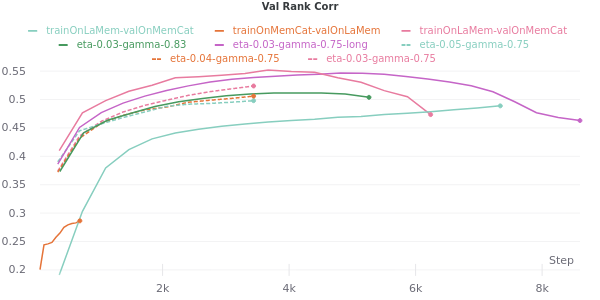 Val Rank Corr
trainOnLaMem-valOnMemCat trainOnMemCat-valOnLaMem trainOnLaMem-valOnMemCat
eta-0.03-gamma-0.83 eta-0.03-gamma-0.75-long eta-0.05-gamma-0.75
eta-0.04-gamma-0.75 eta-0.03-gamma-0.75
0.55
0.5
0.45
0.4
0.35
0.3
0.25
0.2
Step
2k 4k 6k 8k